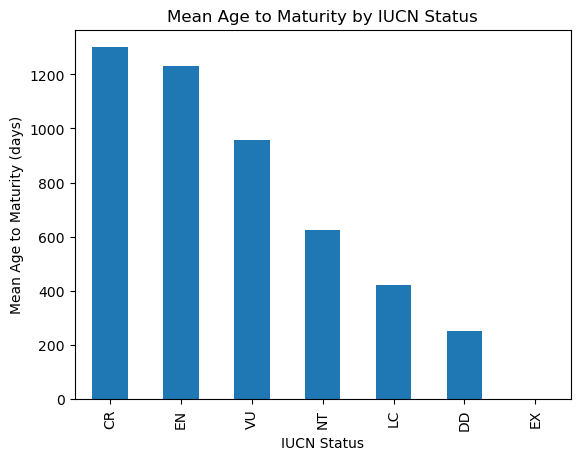 Mean Age to Maturity by IUCN Status
Mean Age to Maturity (days)
1200
1000
800
600
400
200
0
CR
EN
VU
NT
LC
DD
EX
IUCN Status